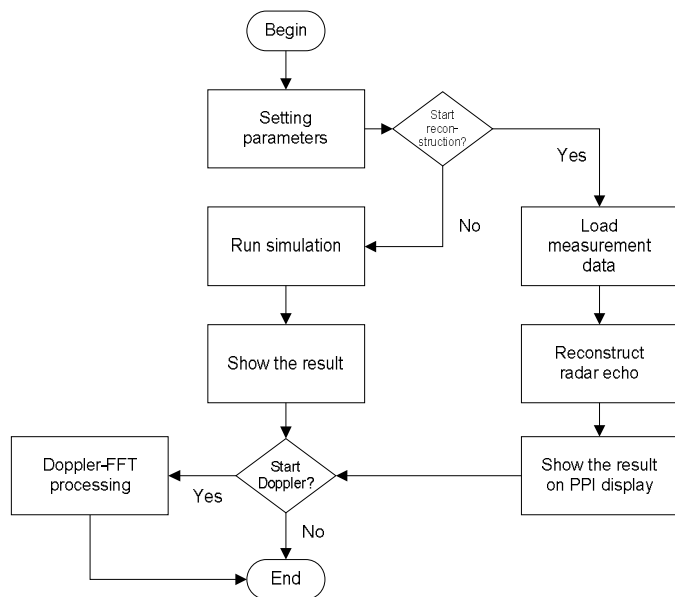 Begin
Setting
parameters
Start
recon-
struction?
Yes
No
Run simulation
Load
measurement
data
Show the result
Reconstruct
radar echo
Doppler-FFT
processing
Yes
Start
Doppler?
No
Show the result
on PPI display
End